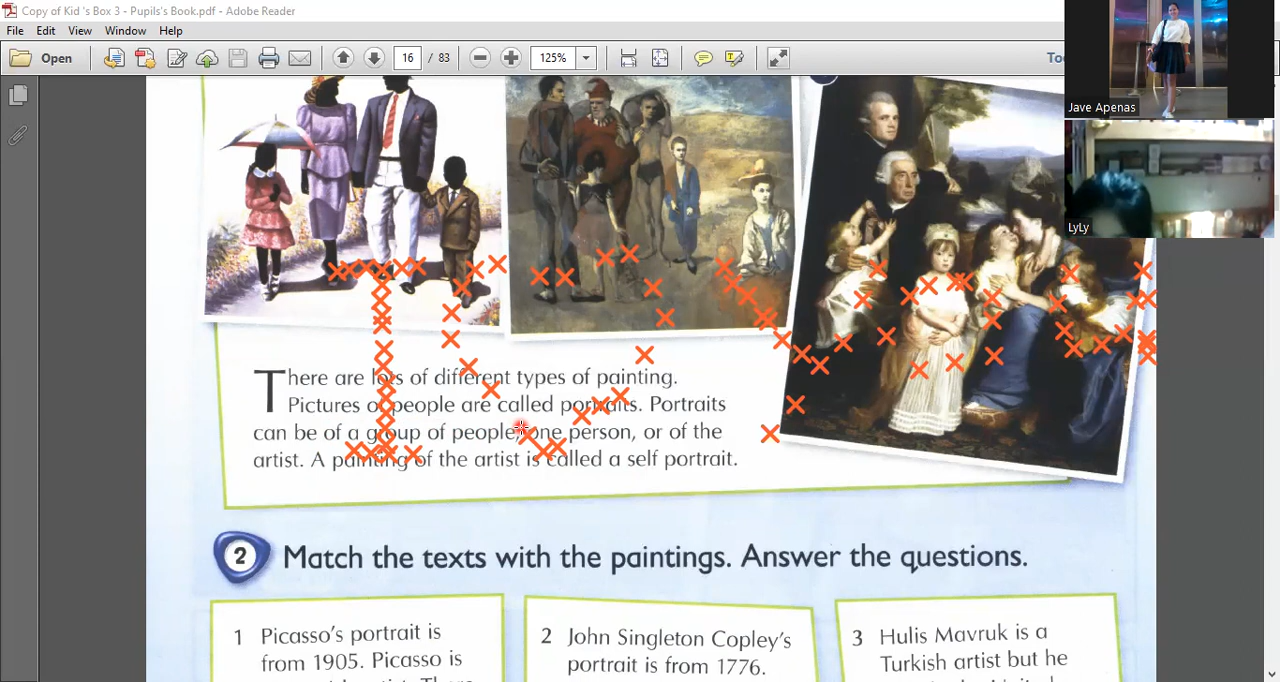 Copy of Kid 's Box 3 - Pupils's Book.pdf - Adobe Reader
File Edit View Window Help
Open 16 / 83 125%
Jave Apenas
LyLy
There are lots of different types of painting.
Pictures of people are called portraits. Portraits
can be of a group of people, one person, or of the
artist. A painting of the artist is called a self portrait.
2 Match the texts with the paintings. Answer the questions.
1 Picasso's portrait is
from 1905. Picasso is
2 John Singleton Copley's
portrait is from 1776.
3 Hulis Mavruk is a
Turkish artist but he